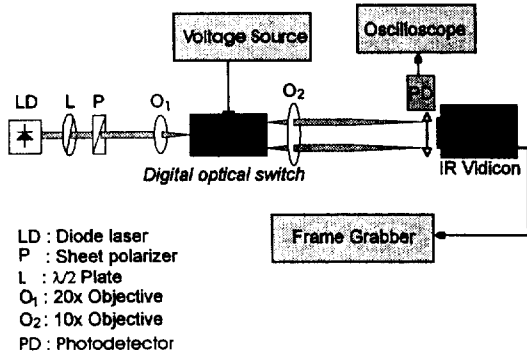 Oscilloscope
Voltage Source
PD
LD L P O₁ O₂
Digital optical switch
IR Vidicon
Frame Grabber
LD : Diode laser
P : Sheet polarizer
L : λ/2 Plate
O₁ : 20x Objective
O₂ : 10x Objective
PD : Photodetector